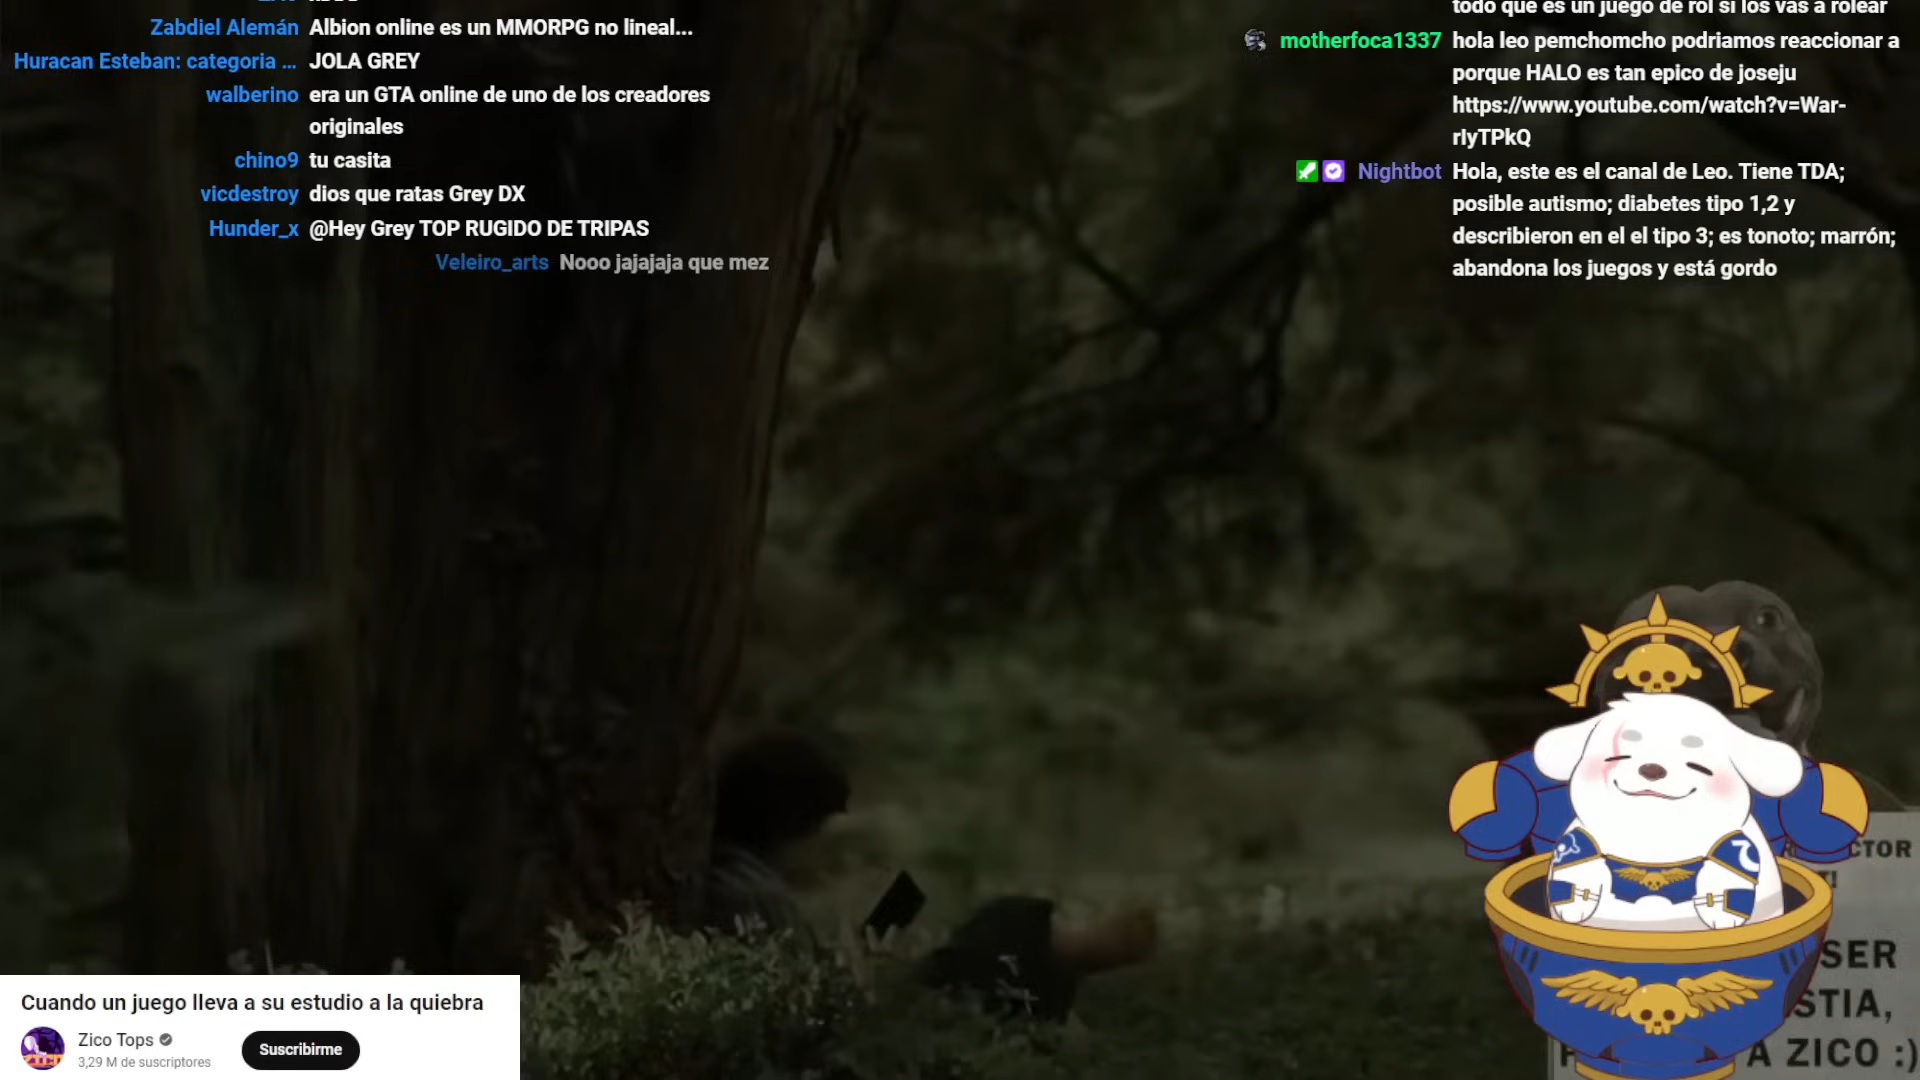 Zabdiel Alemán Albion online es un MMORPG no lineal...
Huracan Esteban: categoria ... JOLA GREY
walberino era un GTA online de uno de los creadores
originales
chino9 tu casita
vicdestroy dios que ratas Grey DX
Hunder_x @Hey Grey TOP RUGIDO DE TRIPAS
Veleiro_arts Nooo jajajaja que mez
todo que es un juego de rol si los vas a rolear
motherfoca1337 hola leo pemchomcho podriamos reaccionar a
porque HALO es tan epico de joseju
https://www.youtube.com/watch?v=War-
rIyTPkQ
Nightbot Hola, este es el canal de Leo. Tiene TDA;
posible autismo; diabetes tipo 1,2 y
describieron en el el tipo 3; es tonoto; marrón;
abandona los juegos y está gordo
SER
A ZICO :)
Cuando un juego lleva a su estudio a la quiebra
Zico Tops
3,29 M de suscriptores
Suscribirme